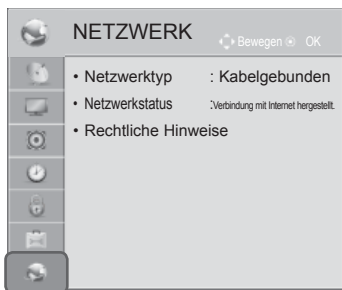 NETZWERK
Bewegen OK
• Netzwerktyp : Kabelgebunden
• Netzwerkstatus :Verbindung mit Internet hergestellt.
• Rechtliche Hinweise